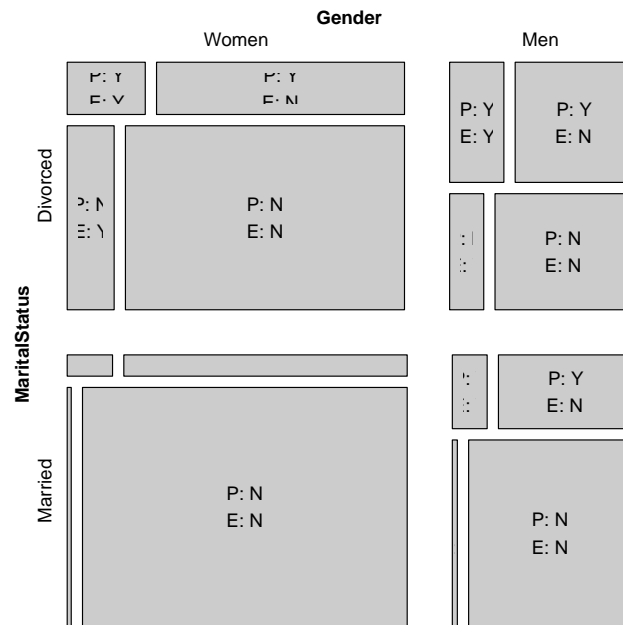 Gender
Women
Men
P: Y
E: Y
P: Y
E: N
P: Y
E: Y
P: Y
E: N
Divorced
P: N
E: Y
P: N
E: N
P: N
E: N
MaritalStatus
P: Y
E: N
Married
P: N
E: N
P: N
E: N